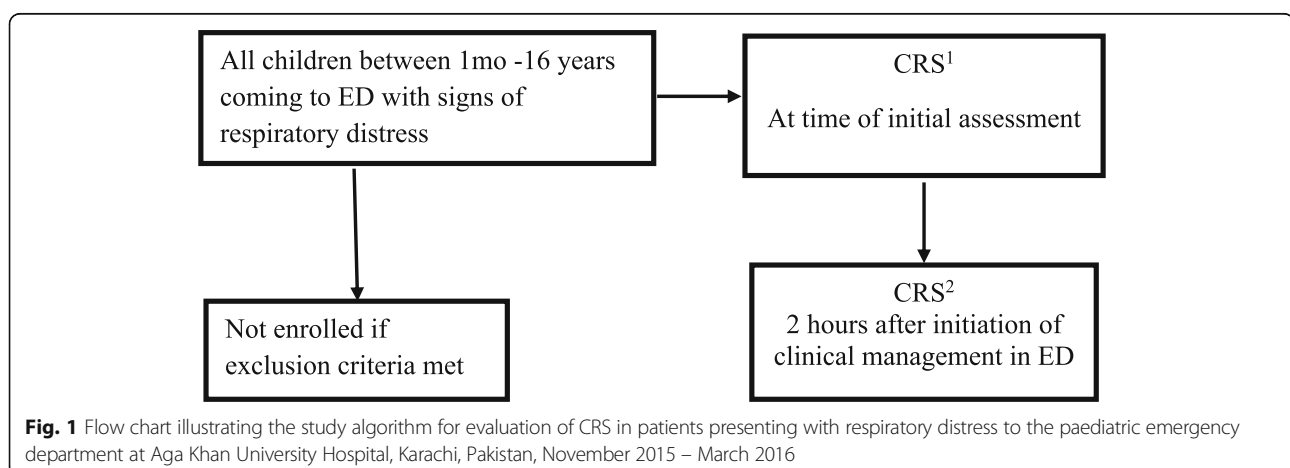 All children between 1mo -16 years
coming to ED with signs of
respiratory distress
CRS¹
At time of initial assessment
Not enrolled if
exclusion criteria met
CRS²
2 hours after initiation of
clinical management in ED
Fig. 1 Flow chart illustrating the study algorithm for evaluation of CRS in patients presenting with respiratory distress to the paediatric emergency
department at Aga Khan University Hospital, Karachi, Pakistan, November 2015 – March 2016